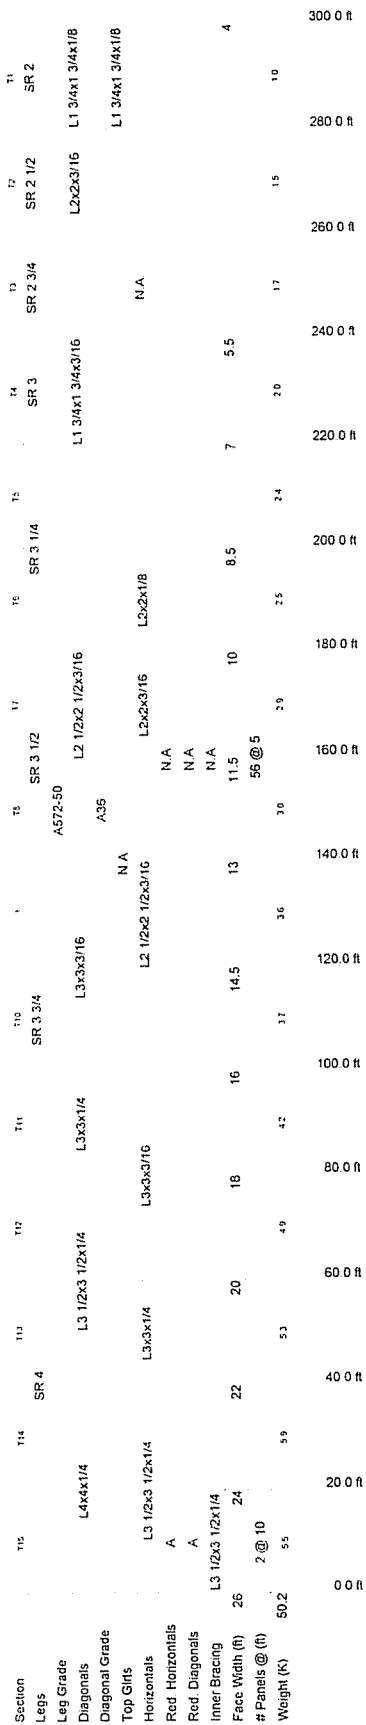 Section T15 T14 T13 T12 T11 T10 T8 T7 T6 T5 T4 T3 T2 T1
Legs SR 4 SR 3 3/4 SR 3 1/2 SR 3 1/4 SR 3 SR 2 3/4 SR 2 1/2 SR 2
Leg Grade A572-50
Diagonals L4x4x1/4 L3 1/2x3 1/2x1/4 L3x3x1/4 L3x3x3/16 L2 1/2x2 1/2x3/16 L1 3/4x1 3/4x3/16 L2x2x3/16 L1 3/4x1 3/4x1/8
Diagonal Grade A36
Top Girts N.A. L1 3/4x1 3/4x1/8
Horizontals L3 1/2x3 1/2x1/4 L3x3x1/4 L3x3x3/16 L2 1/2x2 1/2x3/16 L2x2x3/16 L2x2x1/8 N.A.
Red. Horizontals A N.A.
Red. Diagonals A N.A.
Inner Bracing L3 1/2x3 1/2x1/4 N.A.
Face Width (ft) 26 24 22 20 18 16 14.5 13 11.5 10 8.5 7 5.5 4
# Panels @ (ft) 2 @ 10 56 @ 5
Weight (K) 50.2 5.5 5.9 5.3 4.9 4.2 3.7 3.6 3.0 2.9 2.5 2.4 2.0 1.7 1.5 1.0
300.0 ft
280.0 ft
260.0 ft
240.0 ft
220.0 ft
200.0 ft
180.0 ft
160.0 ft
140.0 ft
120.0 ft
100.0 ft
80.0 ft
60.0 ft
40.0 ft
20.0 ft
0.0 ft